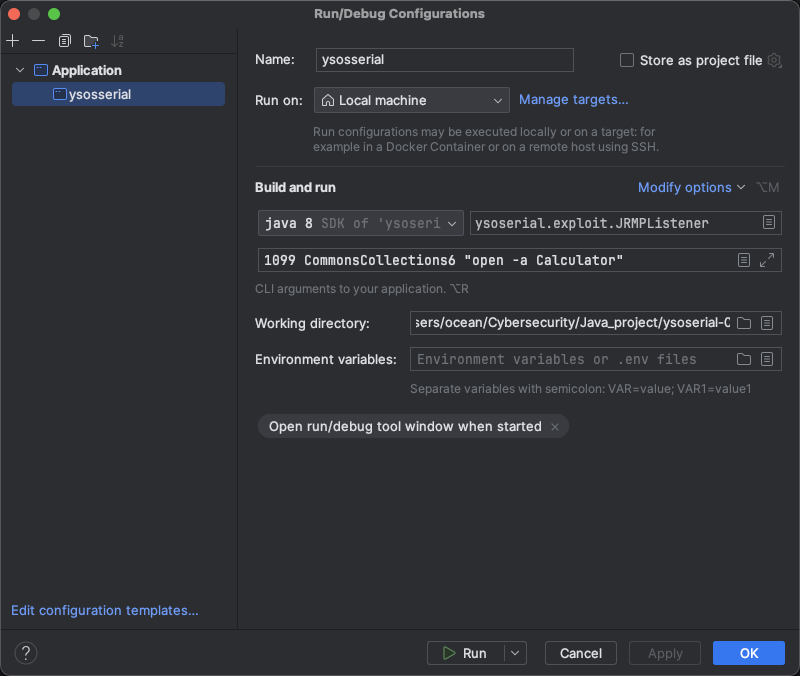 Run/Debug Configurations
Application
ysosserial
Name:
ysosserial
Store as project file
Run on:
Local machine
Manage targets...
Run configurations may be executed locally or on a target: for
example in a Docker Container or on a remote host using SSH.
Build and run
Modify options
⌥M
java 8 SDK of 'ysoseri
ysoserial.exploit.JRMPListener
1099 CommonsCollections6 "open -a Calculator"
CLI arguments to your application. ⌥R
Working directory:
sers/ocean/Cybersecurity/Java_project/ysoserial-0
Environment variables:
Environment variables or .env files
Separate variables with semicolon: VAR=value; VAR1=value1
Open run/debug tool window when started ×
Edit configuration templates...
?
Run
Cancel
Apply
OK